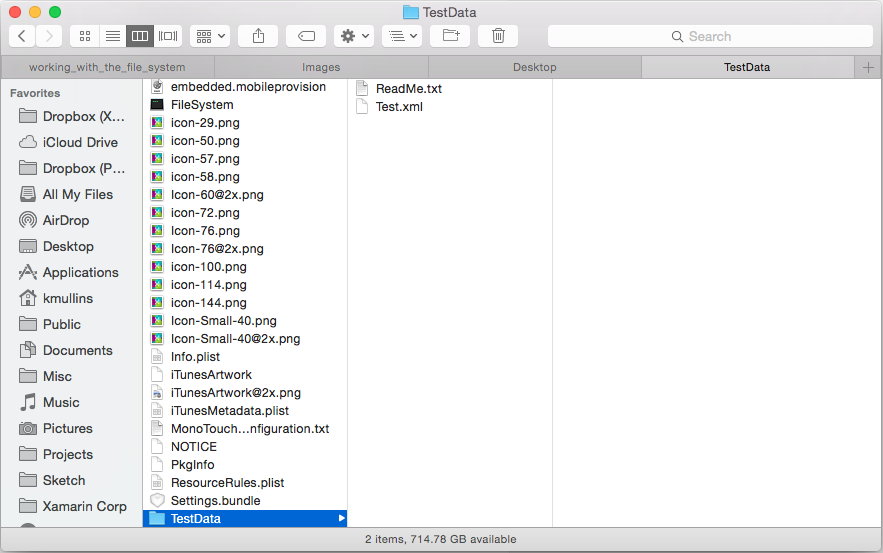 TestData
Search
working_with_the_file_system
Images
Desktop
TestData
Favorites
Dropbox (X...
iCloud Drive
Dropbox (P...
All My Files
AirDrop
Desktop
Applications
kmullins
Public
Documents
Misc
Music
Pictures
Projects
Sketch
Xamarin Corp
embedded.mobileprovision
FileSystem
icon-29.png
icon-50.png
icon-57.png
icon-58.png
Icon-60@2x.png
icon-72.png
Icon-76.png
Icon-76@2x.png
icon-100.png
icon-114.png
icon-144.png
Icon-Small-40.png
Icon-Small-40@2x.png
Info.plist
iTunesArtwork
iTunesArtwork@2x.png
iTunesMetadata.plist
MonoTouch...nfiguration.txt
NOTICE
PkgInfo
ResourceRules.plist
Settings.bundle
TestData
ReadMe.txt
Test.xml
2 items, 714.78 GB available